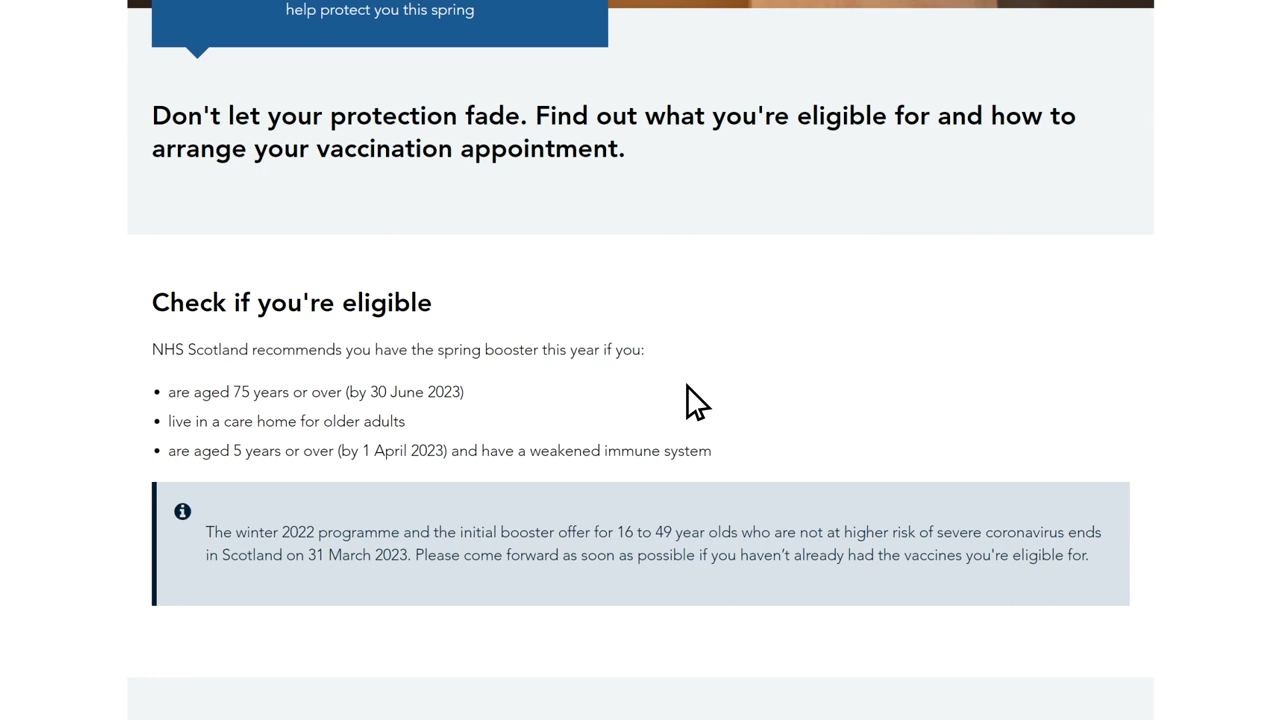 help protect you this spring
Don't let your protection fade. Find out what you're eligible for and how to
arrange your vaccination appointment.
Check if you're eligible
NHS Scotland recommends you have the spring booster this year if you:
• are aged 75 years or over (by 30 June 2023)
• live in a care home for older adults
• are aged 5 years or over (by 1 April 2023) and have a weakened immune system
The winter 2022 programme and the initial booster offer for 16 to 49 year olds who are not at higher risk of severe coronavirus ends
in Scotland on 31 March 2023. Please come forward as soon as possible if you haven’t already had the vaccines you're eligible for.